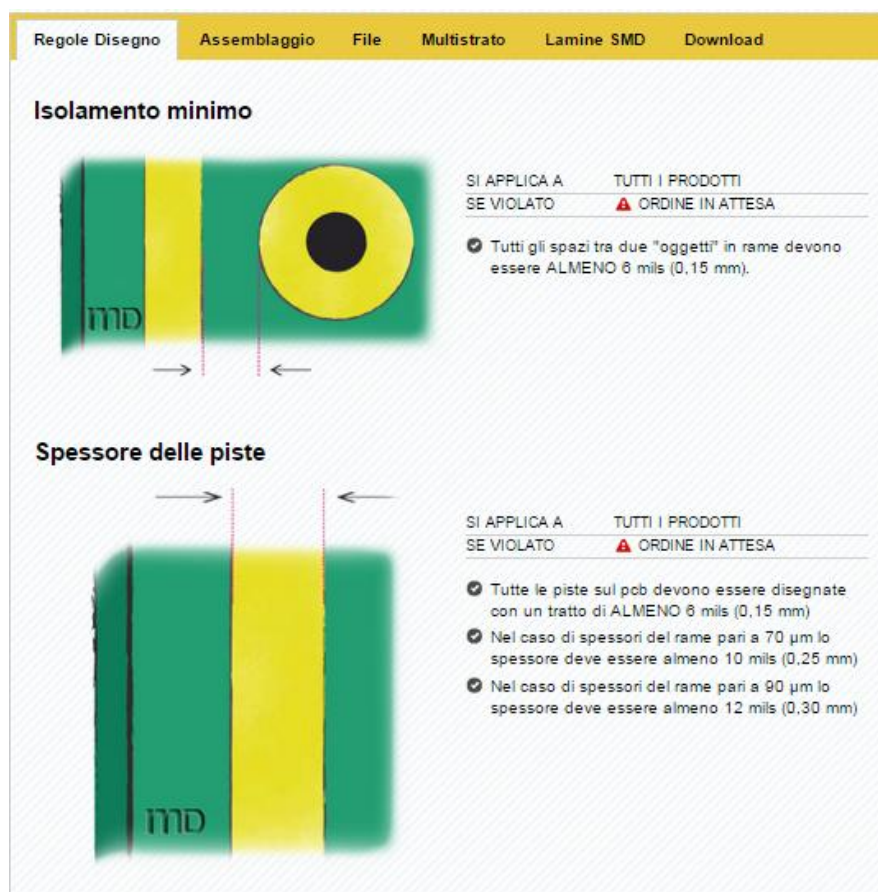 Regole Disegno Assemblaggio File Multistrato Lamine SMD Download
Isolamento minimo
SI APPLICA A TUTTI I PRODOTTI
SE VIOLATO ORDINE IN ATTESA
Tutti gli spazi tra due "oggetti" in rame devono
essere ALMENO 6 mils (0,15 mm).
mD
Spessore delle piste
SI APPLICA A TUTTI I PRODOTTI
SE VIOLATO ORDINE IN ATTESA
Tutte le piste sul pcb devono essere disegnate
con un tratto di ALMENO 6 mils (0,15 mm)
Nel caso di spessori del rame pari a 70 µm lo
spessore deve essere almeno 10 mils (0,25 mm)
Nel caso di spessori del rame pari a 90 µm lo
spessore deve essere almeno 12 mils (0,30 mm)
mD